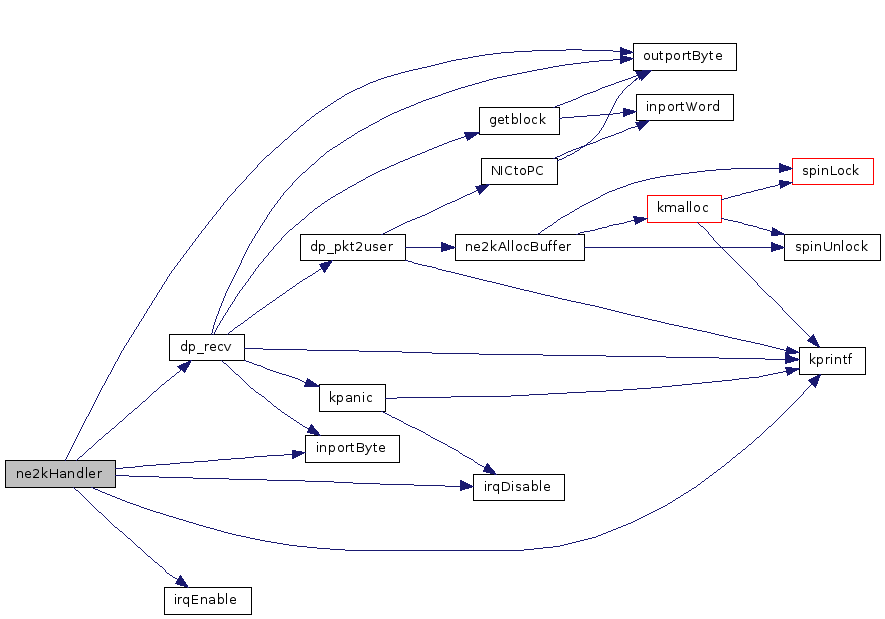 outportByte
inportWord
getblock
NICtoPC
spinLock
kmalloc
dp_pkt2user
ne2kAllocBuffer
spinUnlock
dp_recv
kprintf
kpanic
inportByte
ne2kHandler
irqDisable
irqEnable